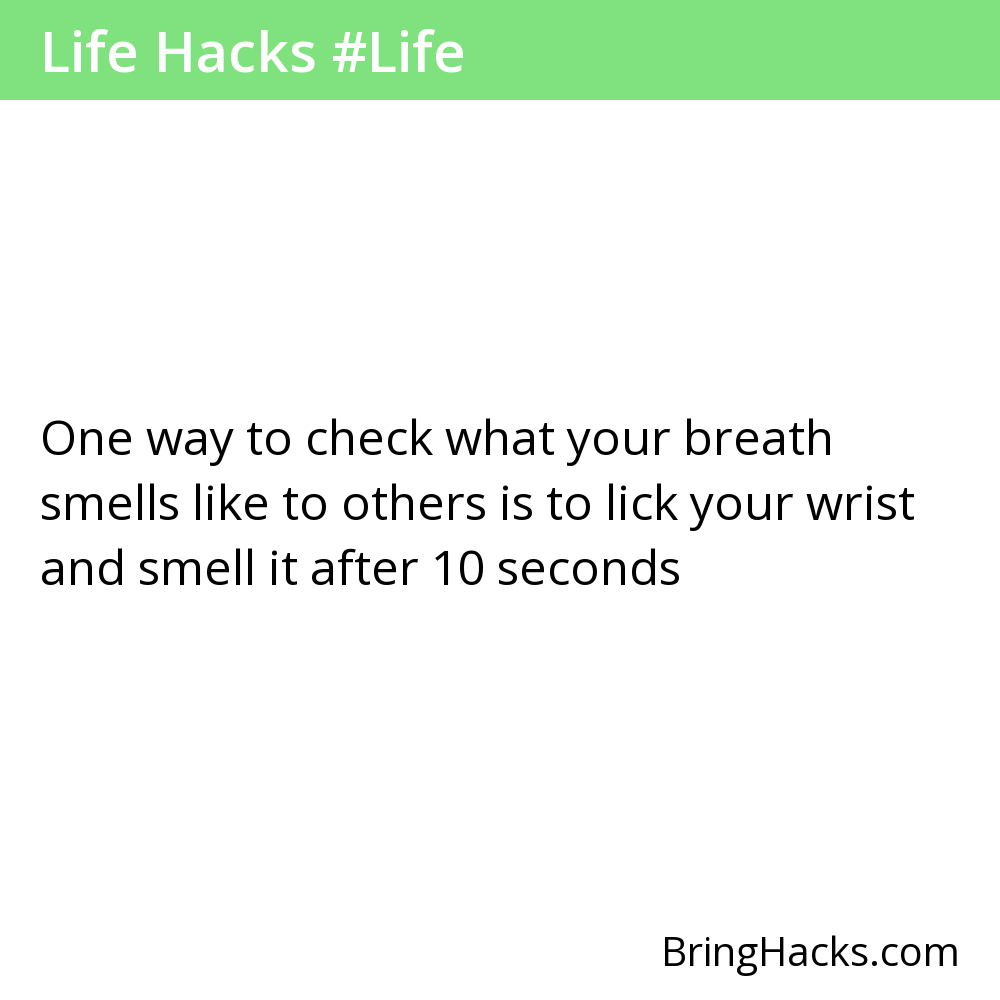 Life Hacks #Life
One way to check what your breath
smells like to others is to lick your wrist
and smell it after 10 seconds
BringHacks.com